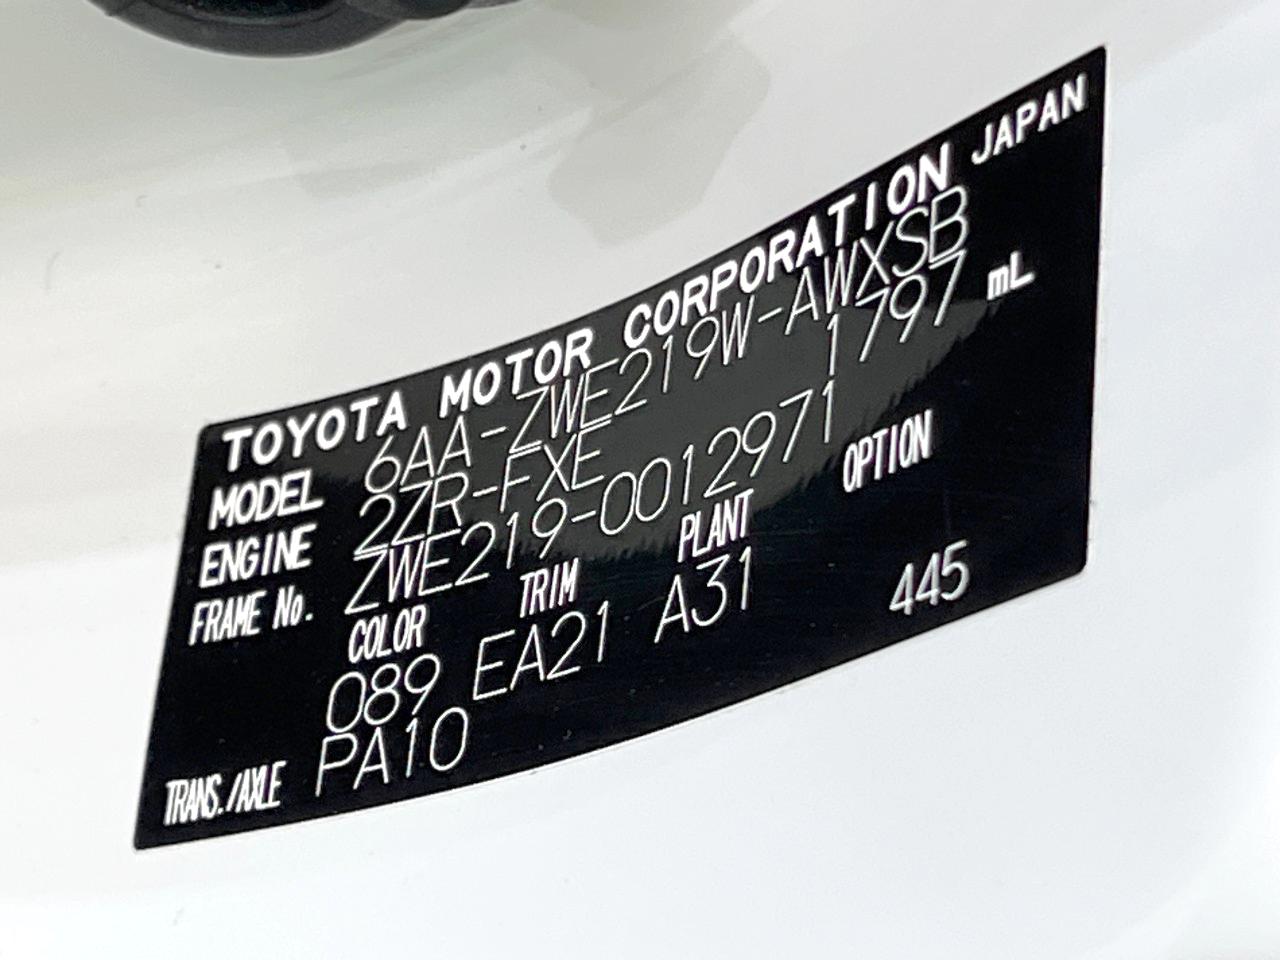 TOYOTA MOTOR CORPORATION JAPAN
MODEL 6AA-ZWE219W-AWXSB
ENGINE 2ZR-FXE 1797 mL
FRAME No. ZWE219-0012971
COLOR TRIM PLANT OPTION
089 EA21 A31 445
TRANS./AXLE PA10